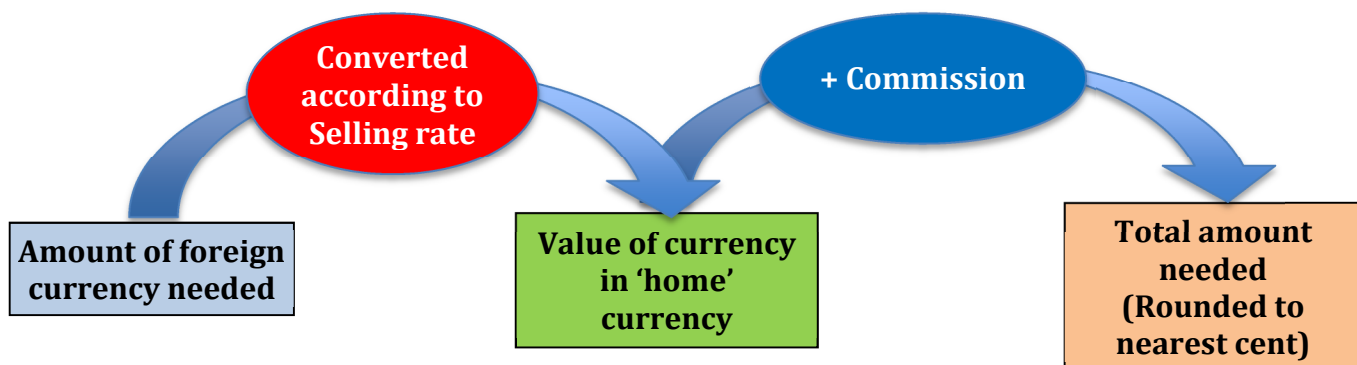 Converted
according to
Selling rate
+ Commission
Amount of foreign
currency needed
Value of currency
in ‘home’
currency
Total amount
needed
(Rounded to
nearest cent)